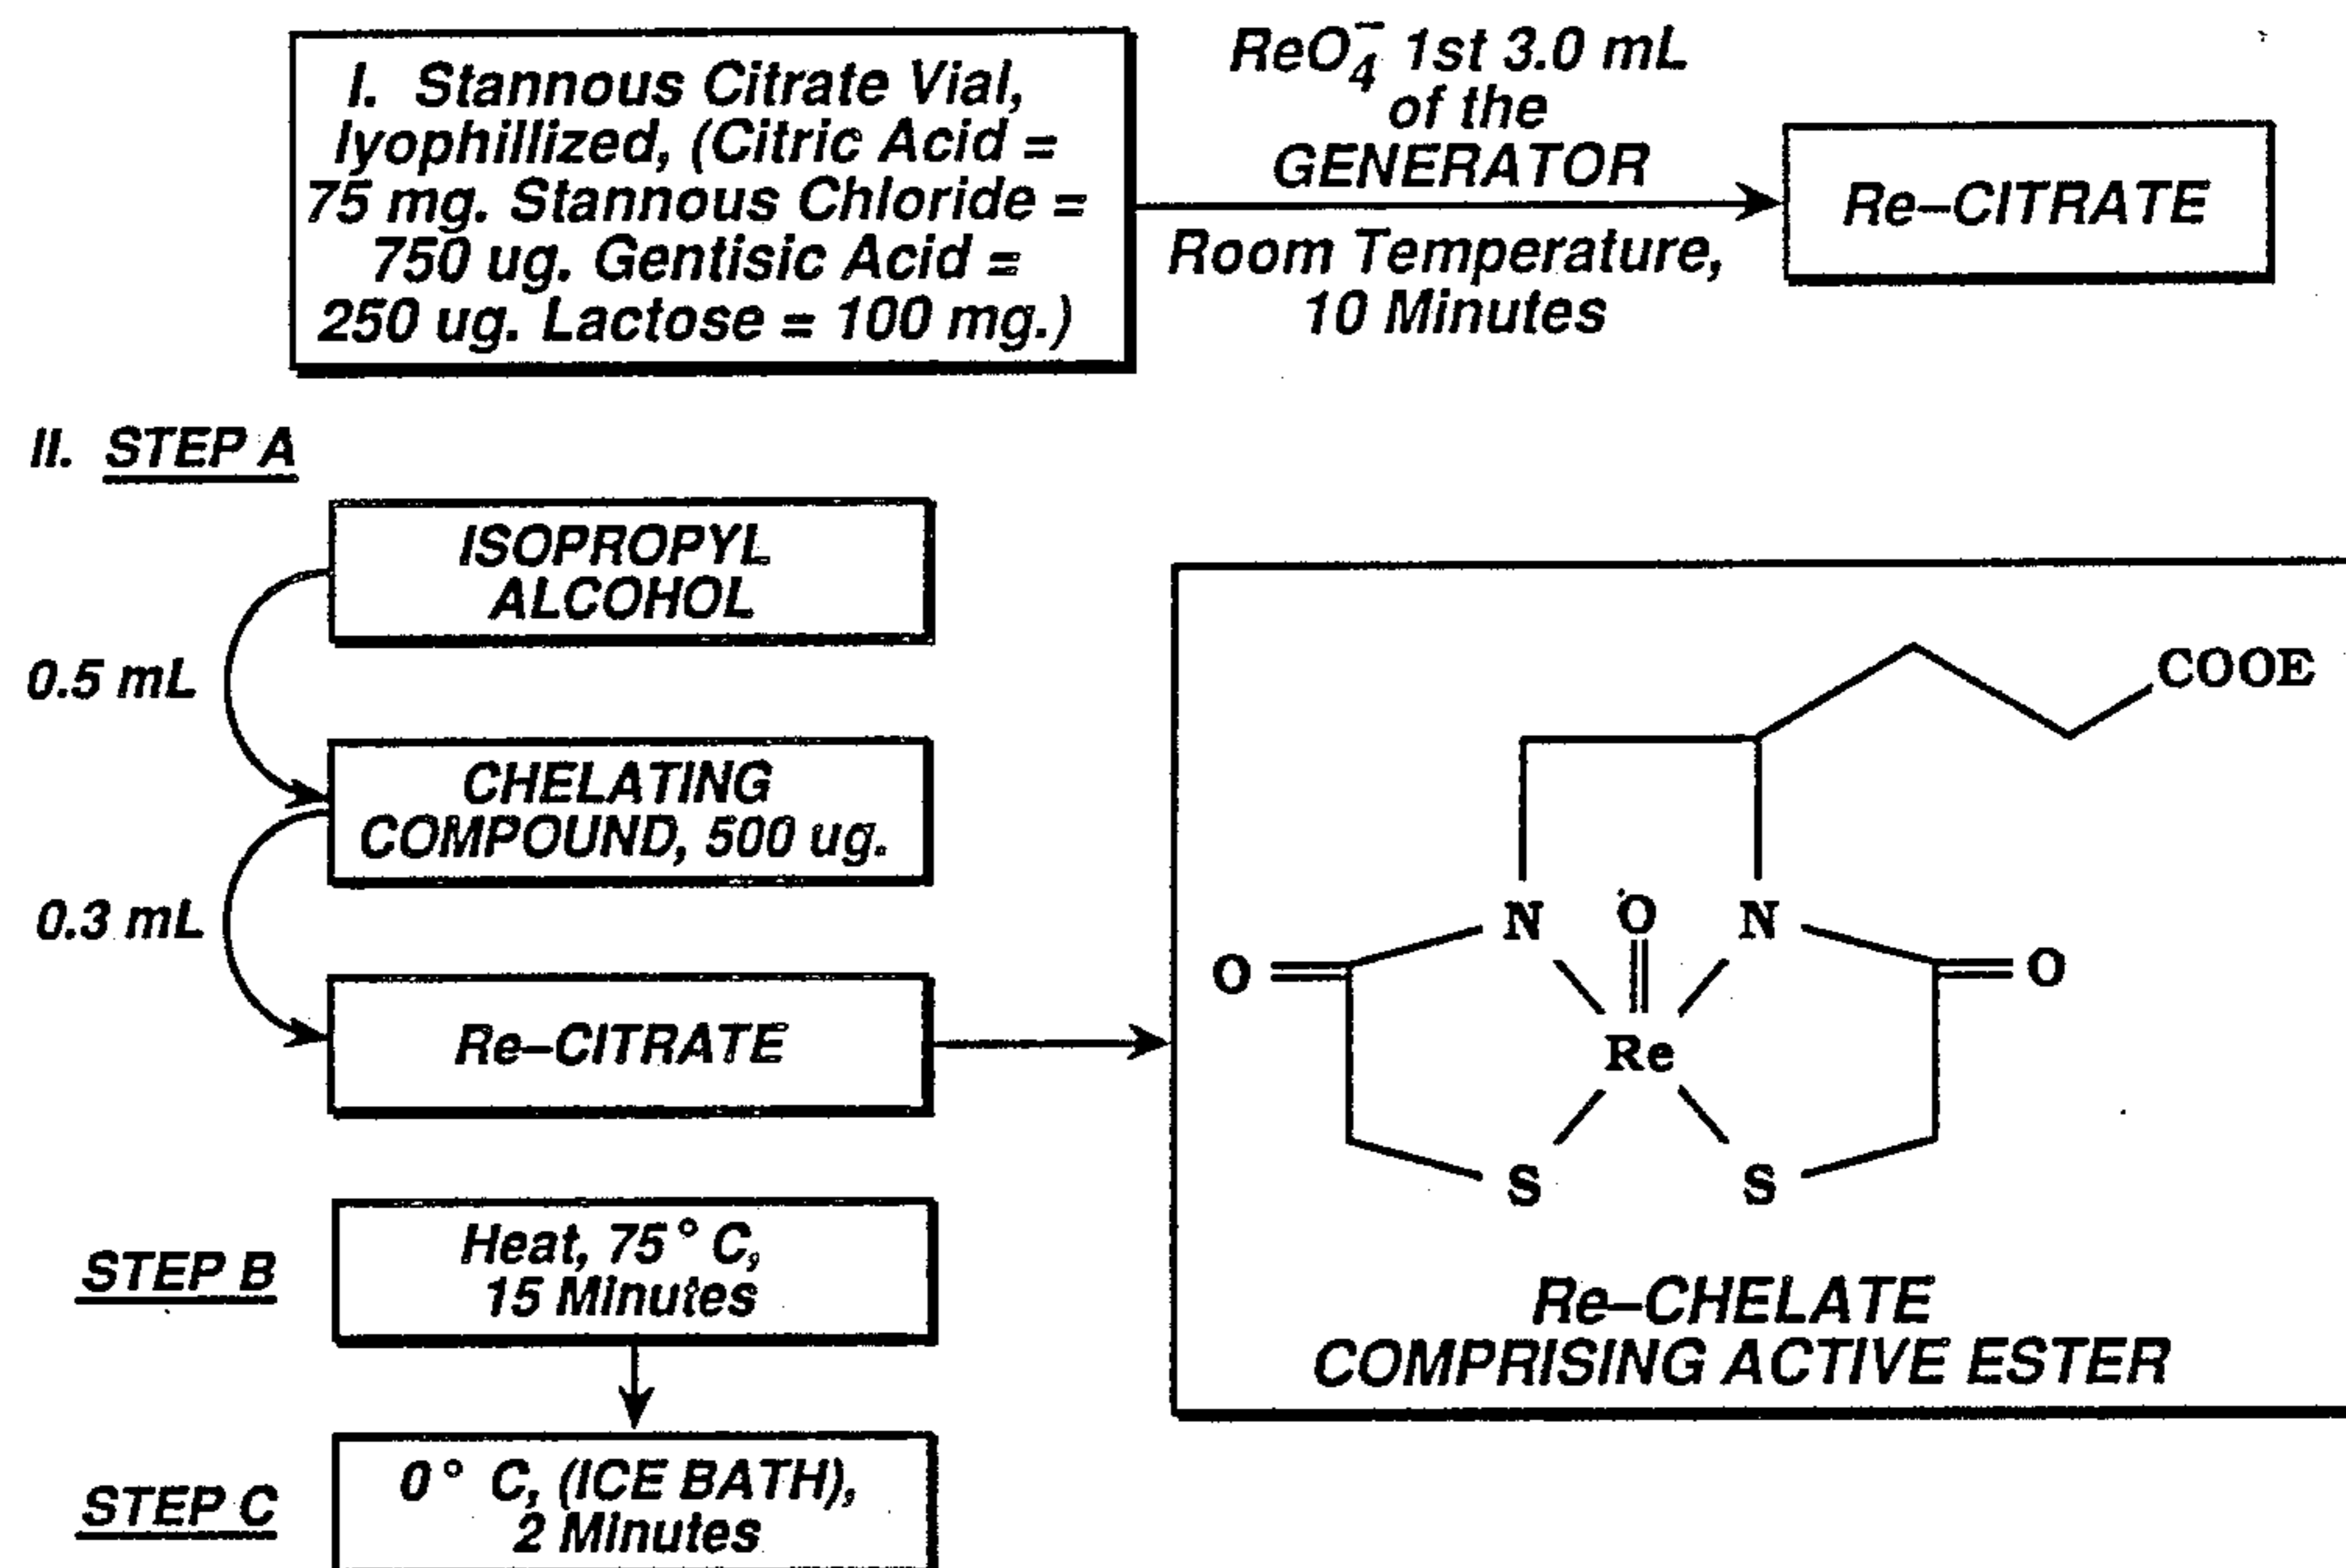 I. Stannous Citrate Vial,
lyophillized, (Citric Acid =
75 mg. Stannous Chloride =
750 ug. Gentisic Acid =
250 ug. Lactose = 100 mg.)
ReO₄⁻ 1st 3.0 mL
of the
GENERATOR
Room Temperature,
10 Minutes
Re–CITRATE
II. STEP A
ISOPROPYL
ALCOHOL
0.5 mL
CHELATING
COMPOUND, 500 ug.
0.3 mL
Re–CITRATE
COOE
N O N
O O
Re
S S
Re–CHELATE
COMPRISING ACTIVE ESTER
STEP B
Heat, 75° C,
15 Minutes
STEP C
0° C, (ICE BATH),
2 Minutes